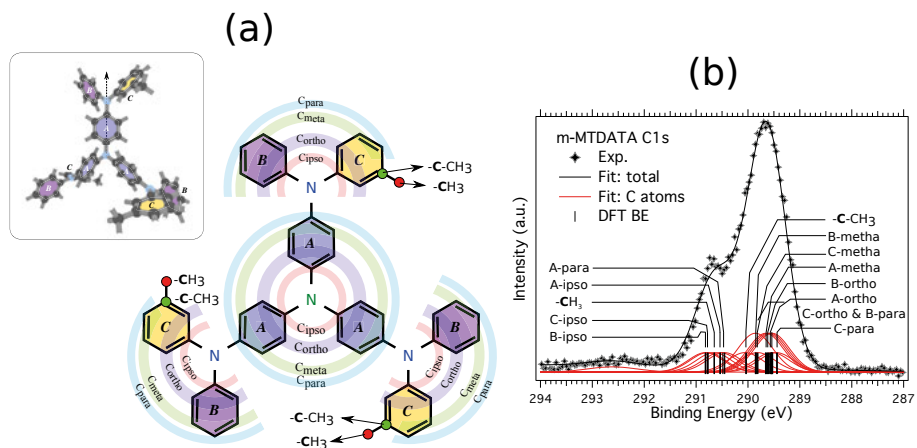 (a)
(b)
B
C
C
A
C
B
B
B
C
Cpara
Cmeta
Cortho
Cipso
B
C
N
-C-CH3
-CH3
A
N
-CH3
-C-CH3
C
A
A
B
Cipso
Cortho
Cmeta
Cpara
Cipso
Cortho
Cmeta
Cpara
N
N
Cipso
Cortho
Cmeta
Cpara
B
C
-C-CH3
-CH3
m-MTDATA C1s
Exp.
Fit: total
Fit: C atoms
DFT BE
A-para
A-ipso
-CH3
C-ipso
B-ipso
-C-CH3
B-metha
C-metha
A-metha
B-ortho
A-ortho
C-ortho & B-para
C-para
Intensity (a.u.)
294 293 292 291 290 289 288 287
Binding Energy (eV)